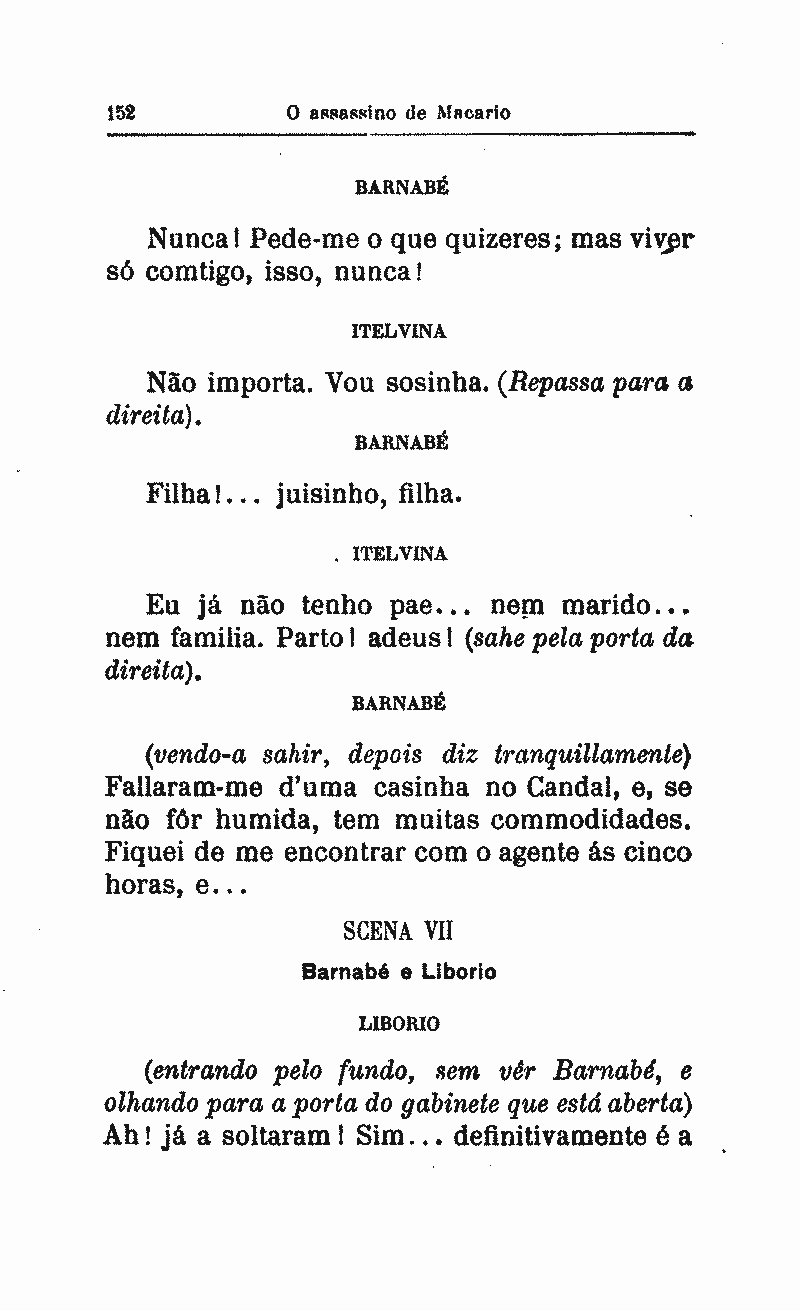 152 O assassino de Macario
BARNABÉ
Nunca! Pede-me o que quizeres; mas viver
só comtigo, isso, nunca!
ITELVINA
Não importa. Vou sosinha. (Repassa para a
direita).
BARNABÉ
Filha!... juisinho, filha.
ITELVINA
Eu já não tenho pae... nem marido...
nem familia. Parto! adeus! (sahe pela porta da
direita).
BARNABÉ
(vendo-a sahir, depois diz tranquillamente)
Fallaram-me d'uma casinha no Candal, e, se
não fôr humida, tem muitas commodidades.
Fiquei de me encontrar com o agente ás cinco
horas, e...
SCENA VII
Barnabé e Liborio
LIBORIO
(entrando pelo fundo, sem vêr Barnabé, e
olhando para a porta do gabinete que está aberta)
Ah! já a soltaram! Sim... definitivamente é a